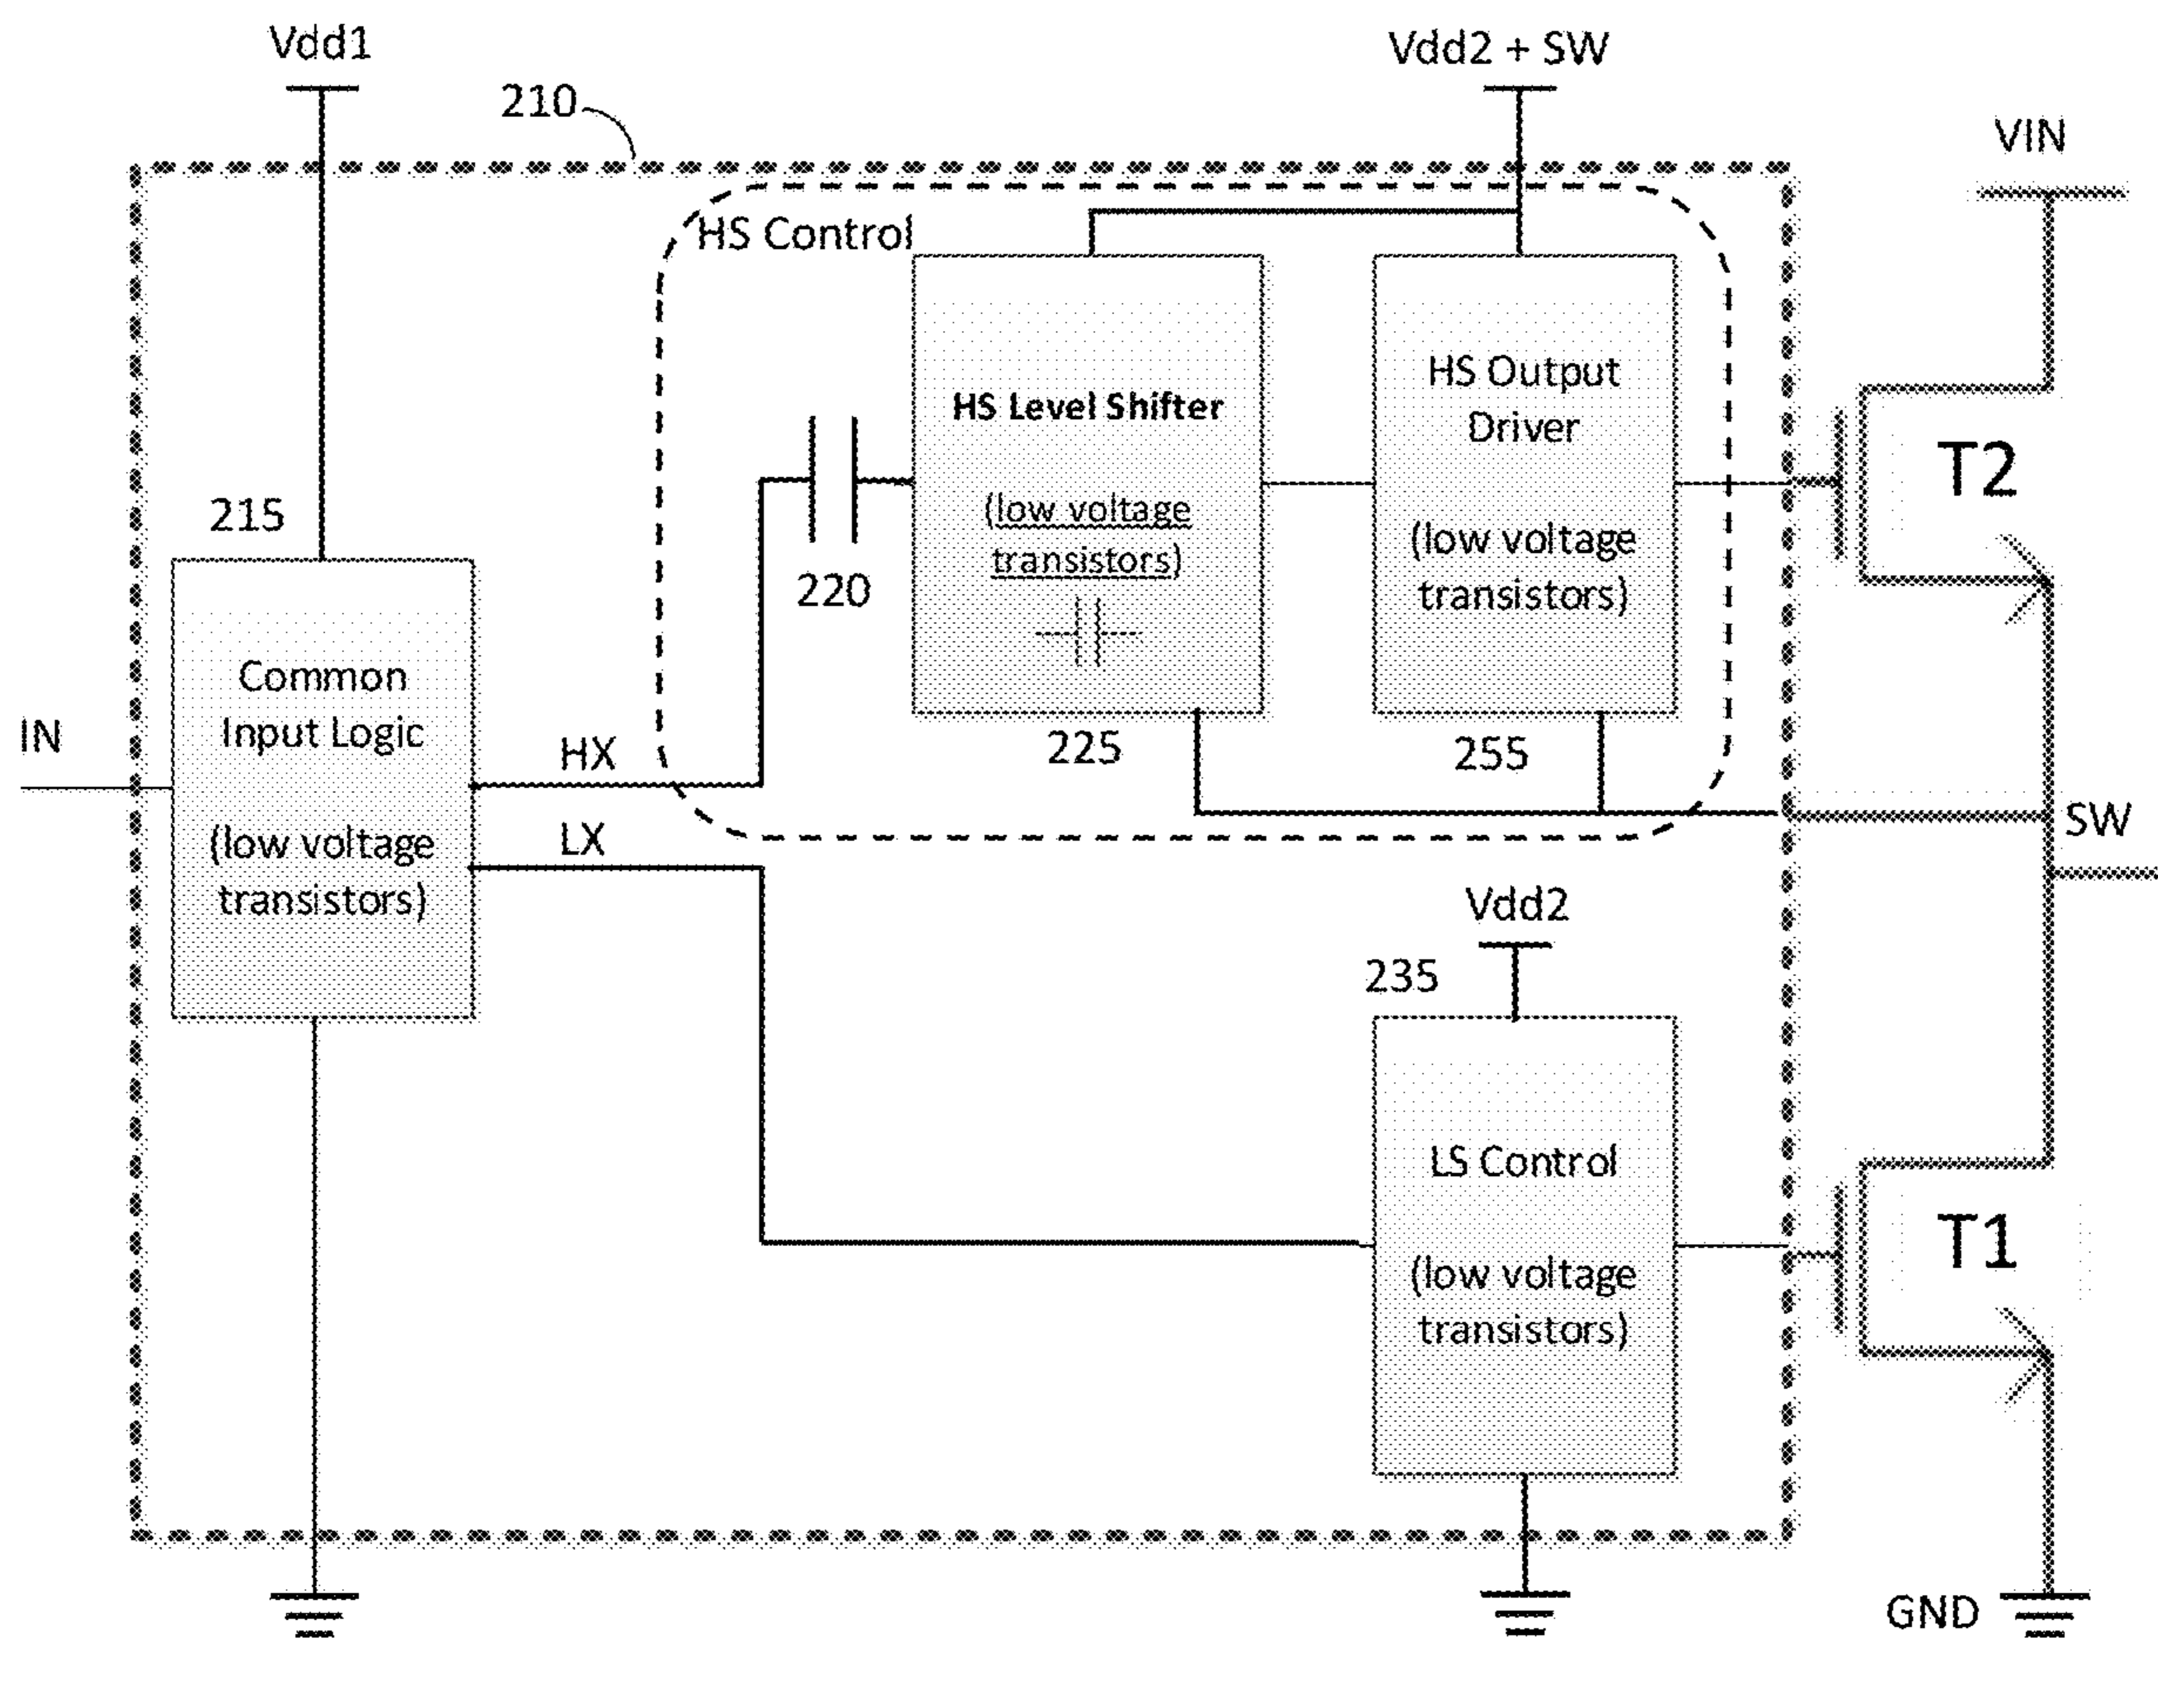 Vdd1
Vdd2 + SW
210
VIN
HS Control
HS Level Shifter
(low voltage
transistors)
HS Output
Driver
(low voltage
transistors)
T2
215
220
Common
Input Logic
(low voltage
transistors)
IN
HX
225
255
LX
SW
Vdd2
235
LS Control
(low voltage
transistors)
T1
GND